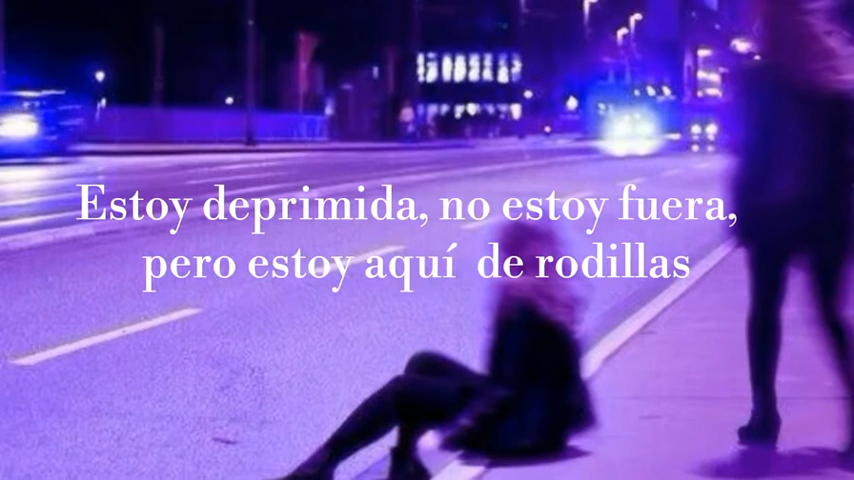 Estoy deprimida, no estoy fuera,
pero estoy aquí de rodillas